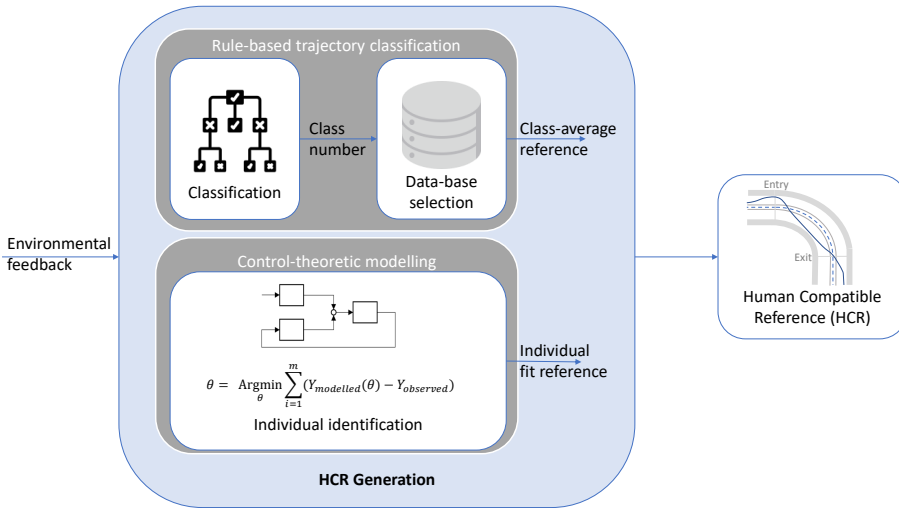 Rule-based trajectory classification
Classification
Class
number
Data-base
selection
Class-average
reference
Environmental
feedback
Control-theoretic modelling
m
θ = Argmin ∑(Y_modelled(θ) − Y_observed)
θ
i=1
Individual identification
Individual
fit reference
HCR Generation
Entry
Exit
Human Compatible
Reference (HCR)